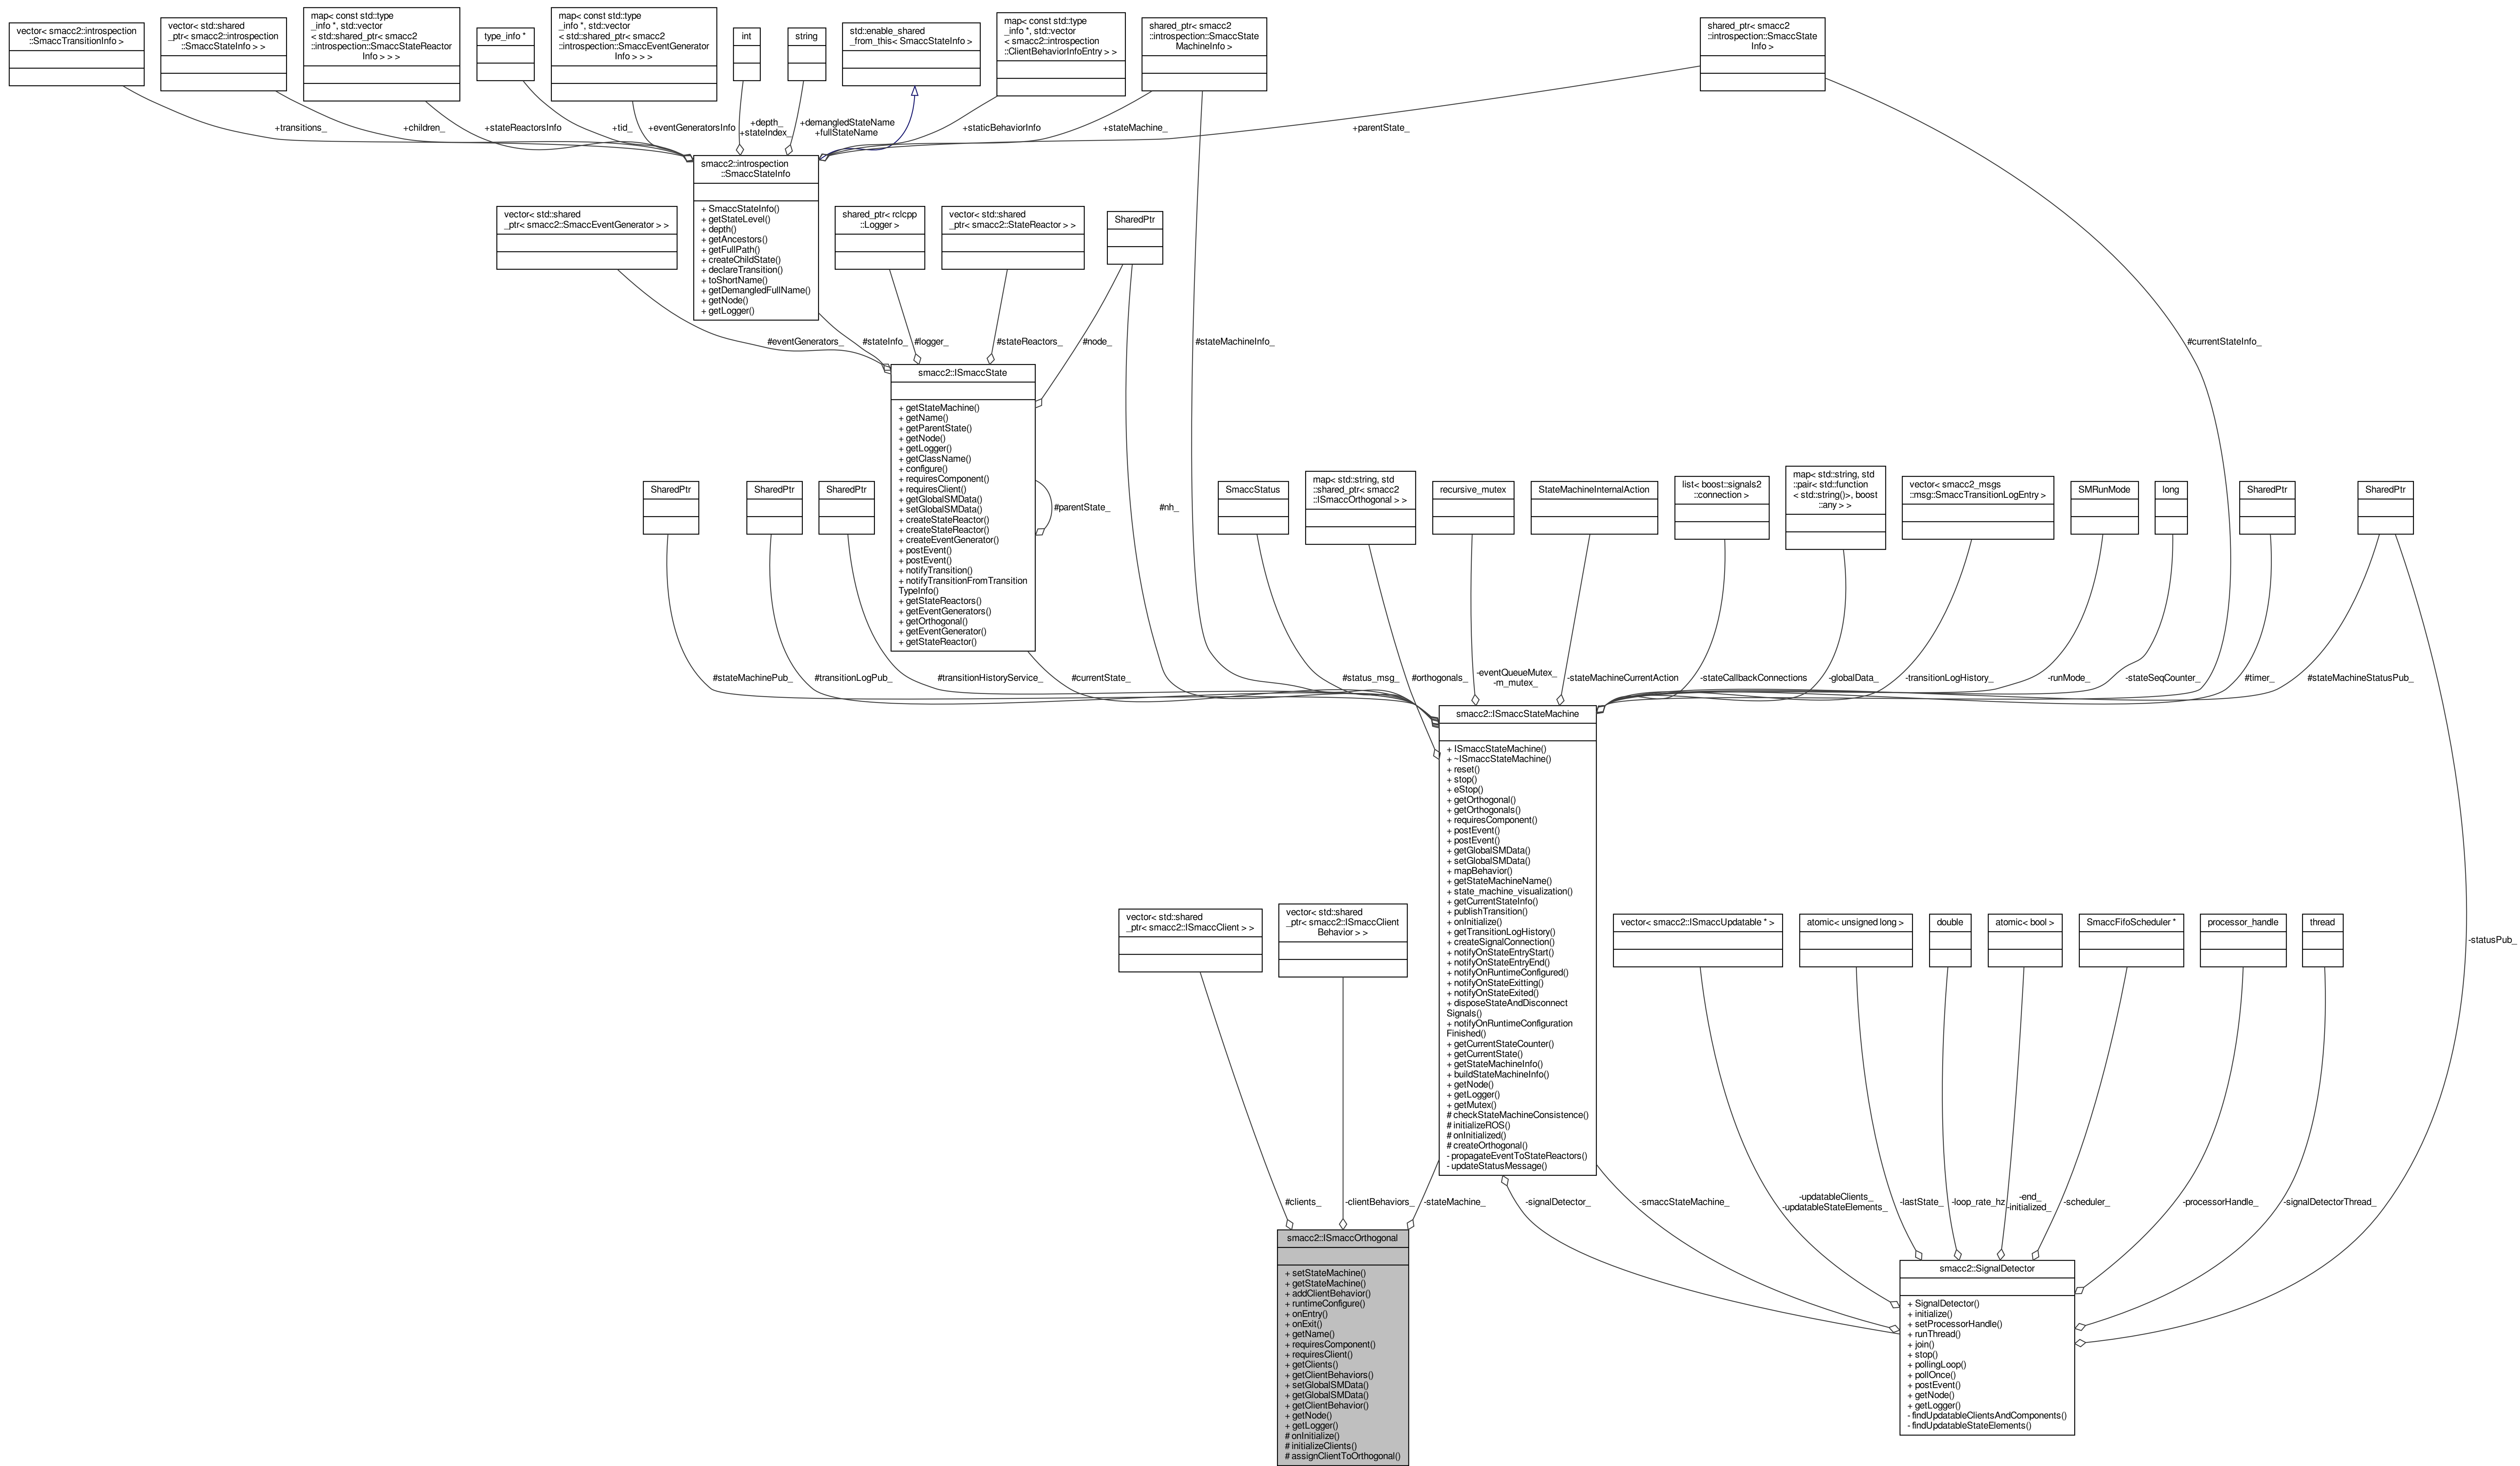 vector< smacc2::introspection
::SmaccTransitionInfo >
vector< std::shared
_ptr< smacc2::introspection
::SmaccStateInfo > >
map< const std::type
_info *, std::vector
< std::shared_ptr< smacc2
::introspection::SmaccStateReactor
Info > > >
type_info *
map< const std::type
_info *, std::vector
< std::shared_ptr< smacc2
::introspection::SmaccEventGenerator
Info > > >
int
string
std::enable_shared
_from_this< SmaccStateInfo >
map< const std::type
_info *, std::vector
< smacc2::introspection
::ClientBehaviorInfoEntry > >
shared_ptr< smacc2
::introspection::SmaccState
MachineInfo >
shared_ptr< smacc2
::introspection::SmaccState
Info >
+transitions_
+children_
+stateReactorsInfo
+tid_
+eventGeneratorsInfo
+depth_
+stateIndex_
+demangledStateName
+fullStateName
+staticBehaviorInfo
+stateMachine_
+parentState_
smacc2::introspection
::SmaccStateInfo
+ SmaccStateInfo()
+ getStateLevel()
+ depth()
+ getAncestors()
+ getFullPath()
+ createChildState()
+ declareTransition()
+ toShortName()
+ getDemangledFullName()
+ getNode()
+ getLogger()
vector< std::shared
_ptr< smacc2::SmaccEventGenerator > >
shared_ptr< rclcpp
::Logger >
vector< std::shared
_ptr< smacc2::StateReactor > >
SharedPtr
#eventGenerators_
#stateInfo_
#logger_
#stateReactors_
#node_
#stateMachineInfo_
#currentStateInfo_
smacc2::ISmaccState
+ getStateMachine()
+ getName()
+ getParentState()
+ getNode()
+ getLogger()
+ getClassName()
+ configure()
+ requiresComponent()
+ requiresClient()
+ getGlobalSMData()
+ setGlobalSMData()
+ createStateReactor()
+ createStateReactor()
+ createEventGenerator()
+ postEvent()
+ postEvent()
+ notifyTransition()
+ notifyTransitionFromTransition
TypeInfo()
+ getStateReactors()
+ getEventGenerators()
+ getOrthogonal()
+ getEventGenerator()
+ getStateReactor()
#parentState_
#nh_
SharedPtr
SharedPtr
SharedPtr
SmaccStatus
map< std::string, std
::shared_ptr< smacc2
::ISmaccOrthogonal > >
recursive_mutex
StateMachineInternalAction
list< boost::signals2
::connection >
map< std::string, std
::pair< std::function
< std::string()>, boost
::any > >
vector< smacc2_msgs
::msg::SmaccTransitionLogEntry >
SMRunMode
long
SharedPtr
SharedPtr
#stateMachinePub_
#transitionLogPub_
#transitionHistoryService_
#currentState_
#status_msg_
#orthogonals_
-eventQueueMutex_
-m_mutex_
-stateMachineCurrentAction
-stateCallbackConnections
-globalData_
-transitionLogHistory_
-runMode_
-stateSeqCounter_
#timer_
#stateMachineStatusPub_
smacc2::ISmaccStateMachine
+ ISmaccStateMachine()
+ ~ISmaccStateMachine()
+ reset()
+ stop()
+ eStop()
+ getOrthogonal()
+ getOrthogonals()
+ requiresComponent()
+ postEvent()
+ postEvent()
+ getGlobalSMData()
+ setGlobalSMData()
+ mapBehavior()
+ getStateMachineName()
+ state_machine_visualization()
+ getCurrentStateInfo()
+ publishTransition()
+ onInitialize()
+ getTransitionLogHistory()
+ createSignalConnection()
+ notifyOnStateEntryStart()
+ notifyOnStateEntryEnd()
+ notifyOnRuntimeConfigured()
+ notifyOnStateExitting()
+ notifyOnStateExited()
+ disposeStateAndDisconnect
Signals()
+ notifyOnRuntimeConfiguration
Finished()
+ getCurrentStateCounter()
+ getCurrentState()
+ getStateMachineInfo()
+ buildStateMachineInfo()
+ getNode()
+ getLogger()
+ getMutex()
# checkStateMachineConsistence()
# initializeROS()
# onInitialized()
# createOrthogonal()
- propagateEventToStateReactors()
- updateStatusMessage()
vector< std::shared
_ptr< smacc2::ISmaccClient > >
vector< std::shared
_ptr< smacc2::ISmaccClient
Behavior > >
vector< smacc2::ISmaccUpdatable * >
atomic< unsigned long >
double
atomic< bool >
SmaccFifoScheduler *
processor_handle
thread
-statusPub_
#clients_
-clientBehaviors_
-stateMachine_
-signalDetector_
-smaccStateMachine_
-updatableClients_
-updatableStateElements_
-lastState_
-loop_rate_hz
-end_
-initialized_
-scheduler_
-processorHandle_
-signalDetectorThread_
smacc2::ISmaccOrthogonal
+ setStateMachine()
+ getStateMachine()
+ addClientBehavior()
+ runtimeConfigure()
+ onEntry()
+ onExit()
+ getName()
+ requiresComponent()
+ requiresClient()
+ getClients()
+ getClientBehaviors()
+ setGlobalSMData()
+ getGlobalSMData()
+ getClientBehavior()
+ getNode()
+ getLogger()
# onInitialize()
# initializeClients()
# assignClientToOrthogonal()
smacc2::SignalDetector
+ SignalDetector()
+ initialize()
+ setProcessorHandle()
+ runThread()
+ join()
+ stop()
+ pollingLoop()
+ pollOnce()
+ postEvent()
+ getNode()
+ getLogger()
- findUpdatableClientsAndComponents()
- findUpdatableStateElements()